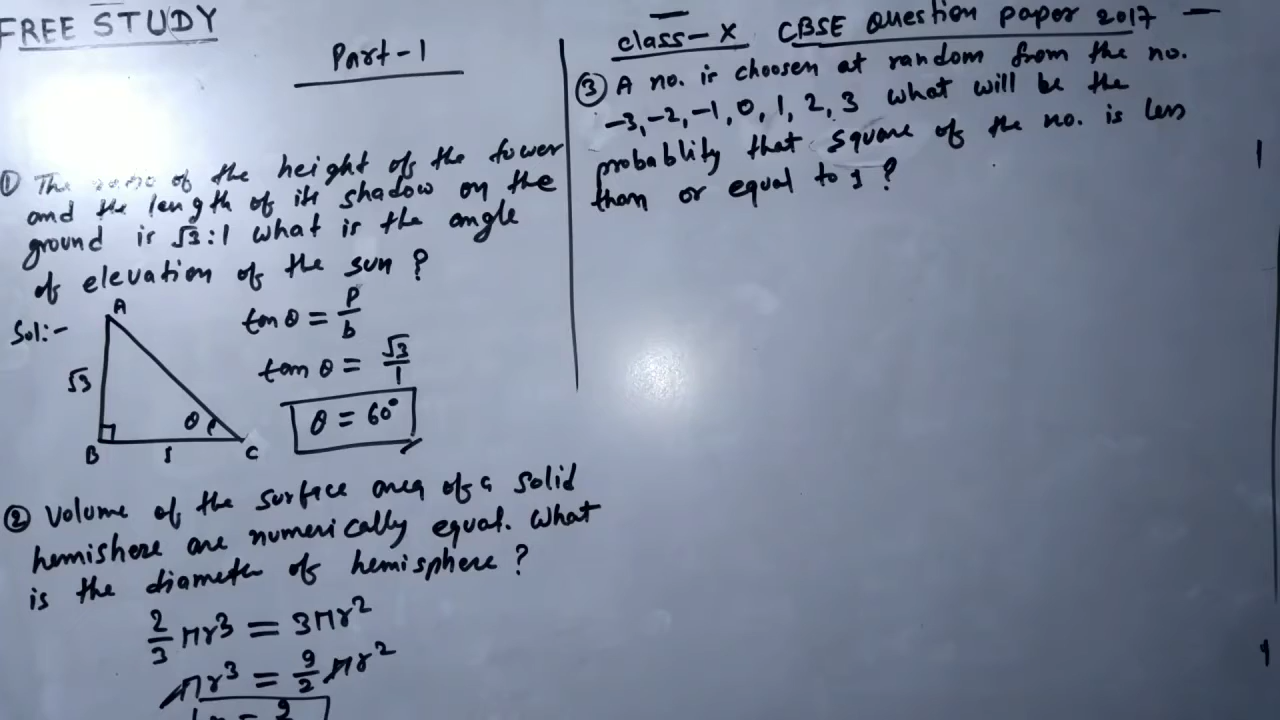 FREE STUDY
Part-1
① The of the height of the tower
and the length of its shadow on the
ground is √3:1 what is the angle
of elevation of the sun ?
Sol:-
A
√3
B
1
C
θ
tan θ = P/b
tan θ = √3/1
θ = 60°
② Volume of the surface area of a solid
hemishere are numerically equal. What
is the diameter of hemisphere ?
2/3 πr³ = 3πr²
πr³ = 9/2 πr²
class-X CBSE Question paper 2017 —
③ A no. is choosen at random from the no.
-3,-2,-1,0,1,2,3 what will be the
probablity that square of the no. is less
than or equal to 1 ?